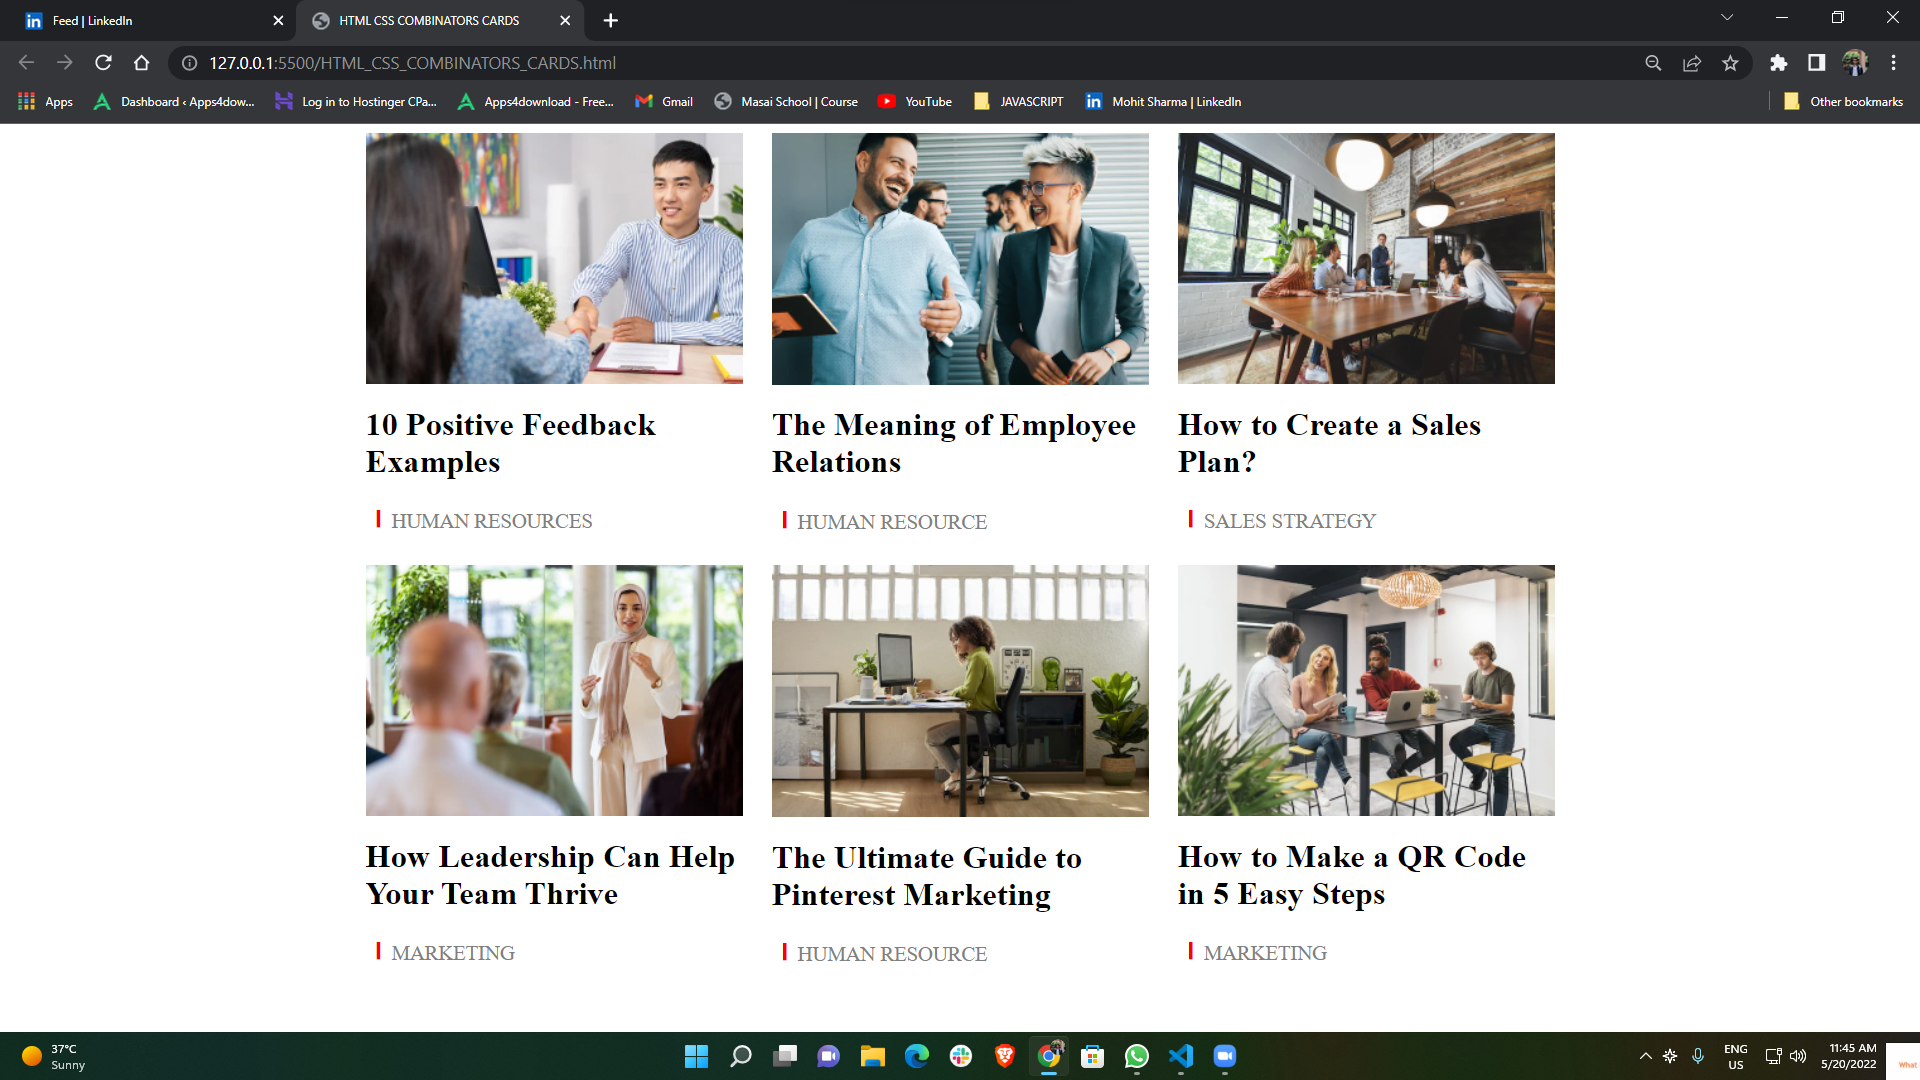 Feed | LinkedIn
HTML CSS COMBINATORS CARDS
127.0.0.1:5500/HTML_CSS_COMBINATORS_CARDS.html
Apps
Dashboard ‹ Apps4dow...
Log in to Hostinger CPa...
Apps4download - Free...
Gmail
Masai School | Course
YouTube
JAVASCRIPT
Mohit Sharma | LinkedIn
Other bookmarks
10 Positive Feedback
Examples
HUMAN RESOURCES
The Meaning of Employee
Relations
HUMAN RESOURCE
How to Create a Sales
Plan?
SALES STRATEGY
How Leadership Can Help
Your Team Thrive
MARKETING
The Ultimate Guide to
Pinterest Marketing
HUMAN RESOURCE
How to Make a QR Code
in 5 Easy Steps
MARKETING
37°C
Sunny
ENG
US
11:45 AM
5/20/2022
What